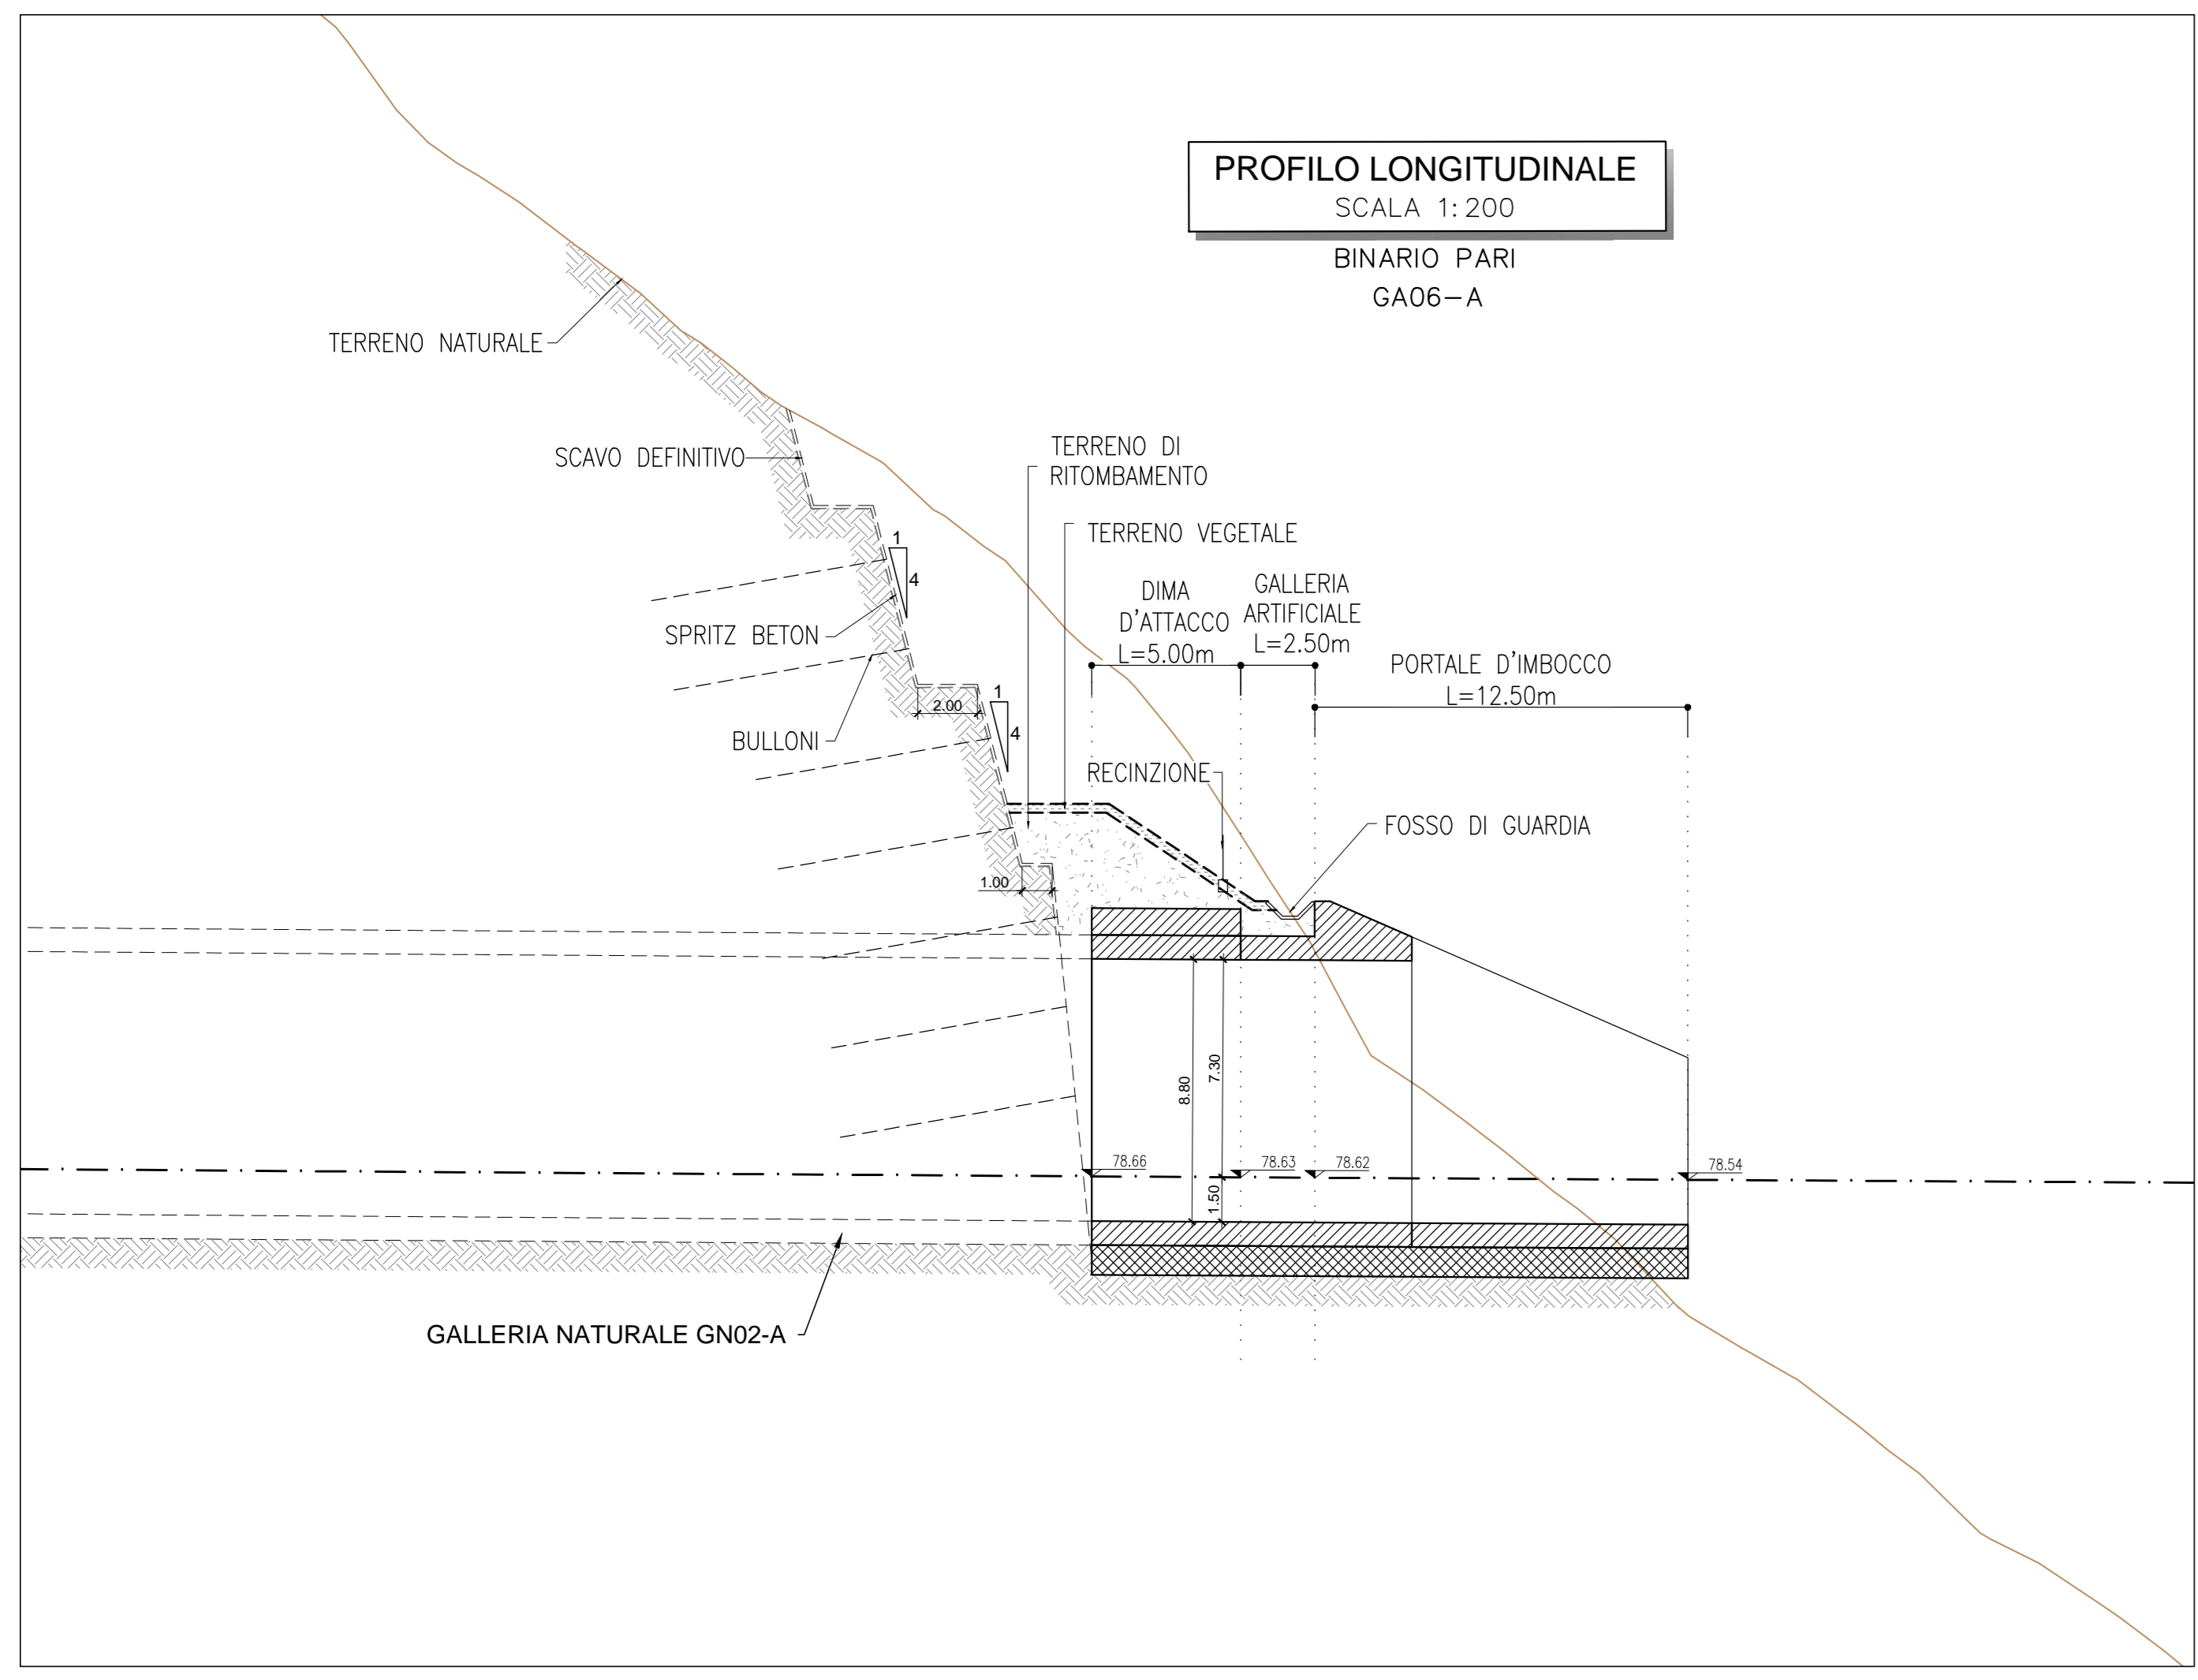 PROFILO LONGITUDINALE
SCALA 1:200
BINARIO PARI
GA06-A
TERRENO NATURALE
SCAVO DEFINITIVO
TERRENO DI
RITOMBAMENTO
TERRENO VEGETALE
1
4
DIMA
D'ATTACCO
L=5.00m
GALLERIA
ARTIFICIALE
L=2.50m
SPRITZ BETON
PORTALE D'IMBOCCO
L=12.50m
2.00
1
4
BULLONI
RECINZIONE
FOSSO DI GUARDIA
1.00
8.80
7.30
1.50
78.66
78.63
78.62
78.54
GALLERIA NATURALE GN02-A